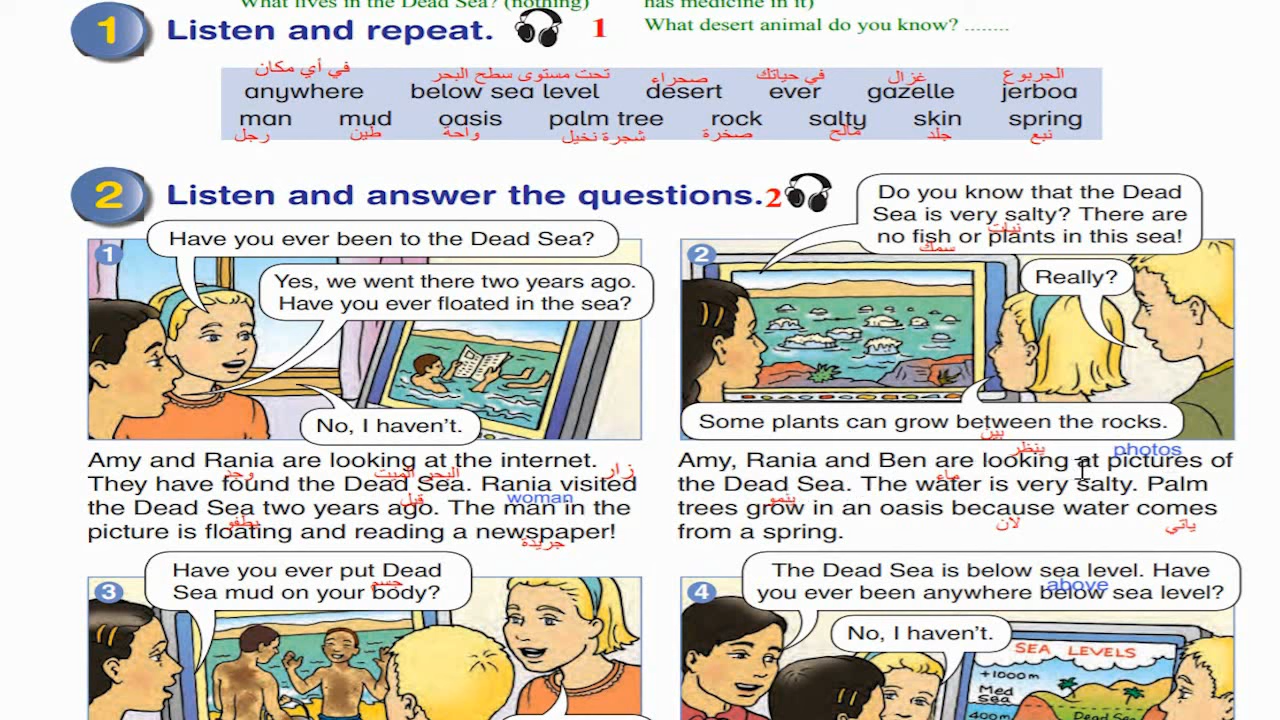 What lives in the Dead Sea? (nothing)
has medicine in it)
What desert animal do you know? ........
1 Listen and repeat. 1
في أي مكان تحت مستوى سطح البحر صحراء في حياتك غزال الجربوع
anywhere below sea level desert ever gazelle jerboa
man mud oasis palm tree rock salty skin spring
رجل طين واحة شجرة نخيل صخرة مالح جلد نبع
2 Listen and answer the questions. 2
1
Have you ever been to the Dead Sea?
Yes, we went there two years ago.
Have you ever floated in the sea?
No, I haven't.
Amy and Rania are looking at the internet.
وجد البحر الميت زار
They have found the Dead Sea. Rania visited
قبل woman
the Dead Sea two years ago. The man in the
يطفو
picture is floating and reading a newspaper!
جريدة
2
Do you know that the Dead
Sea is very salty? There are
نبات
no fish or plants in this sea!
سمك
Really?
Some plants can grow between the rocks.
بين
ينظر photos
Amy, Rania and Ben are looking at pictures of
ماء
the Dead Sea. The water is very salty. Palm
ينمو
trees grow in an oasis because water comes
لان ياتي
from a spring.
3
Have you ever put Dead
جسم
Sea mud on your body?
4
The Dead Sea is below sea level. Have
above
you ever been anywhere below sea level?
No, I haven't.
SEA LEVELS
+1000m
Med
Sea
400m Dead Sea